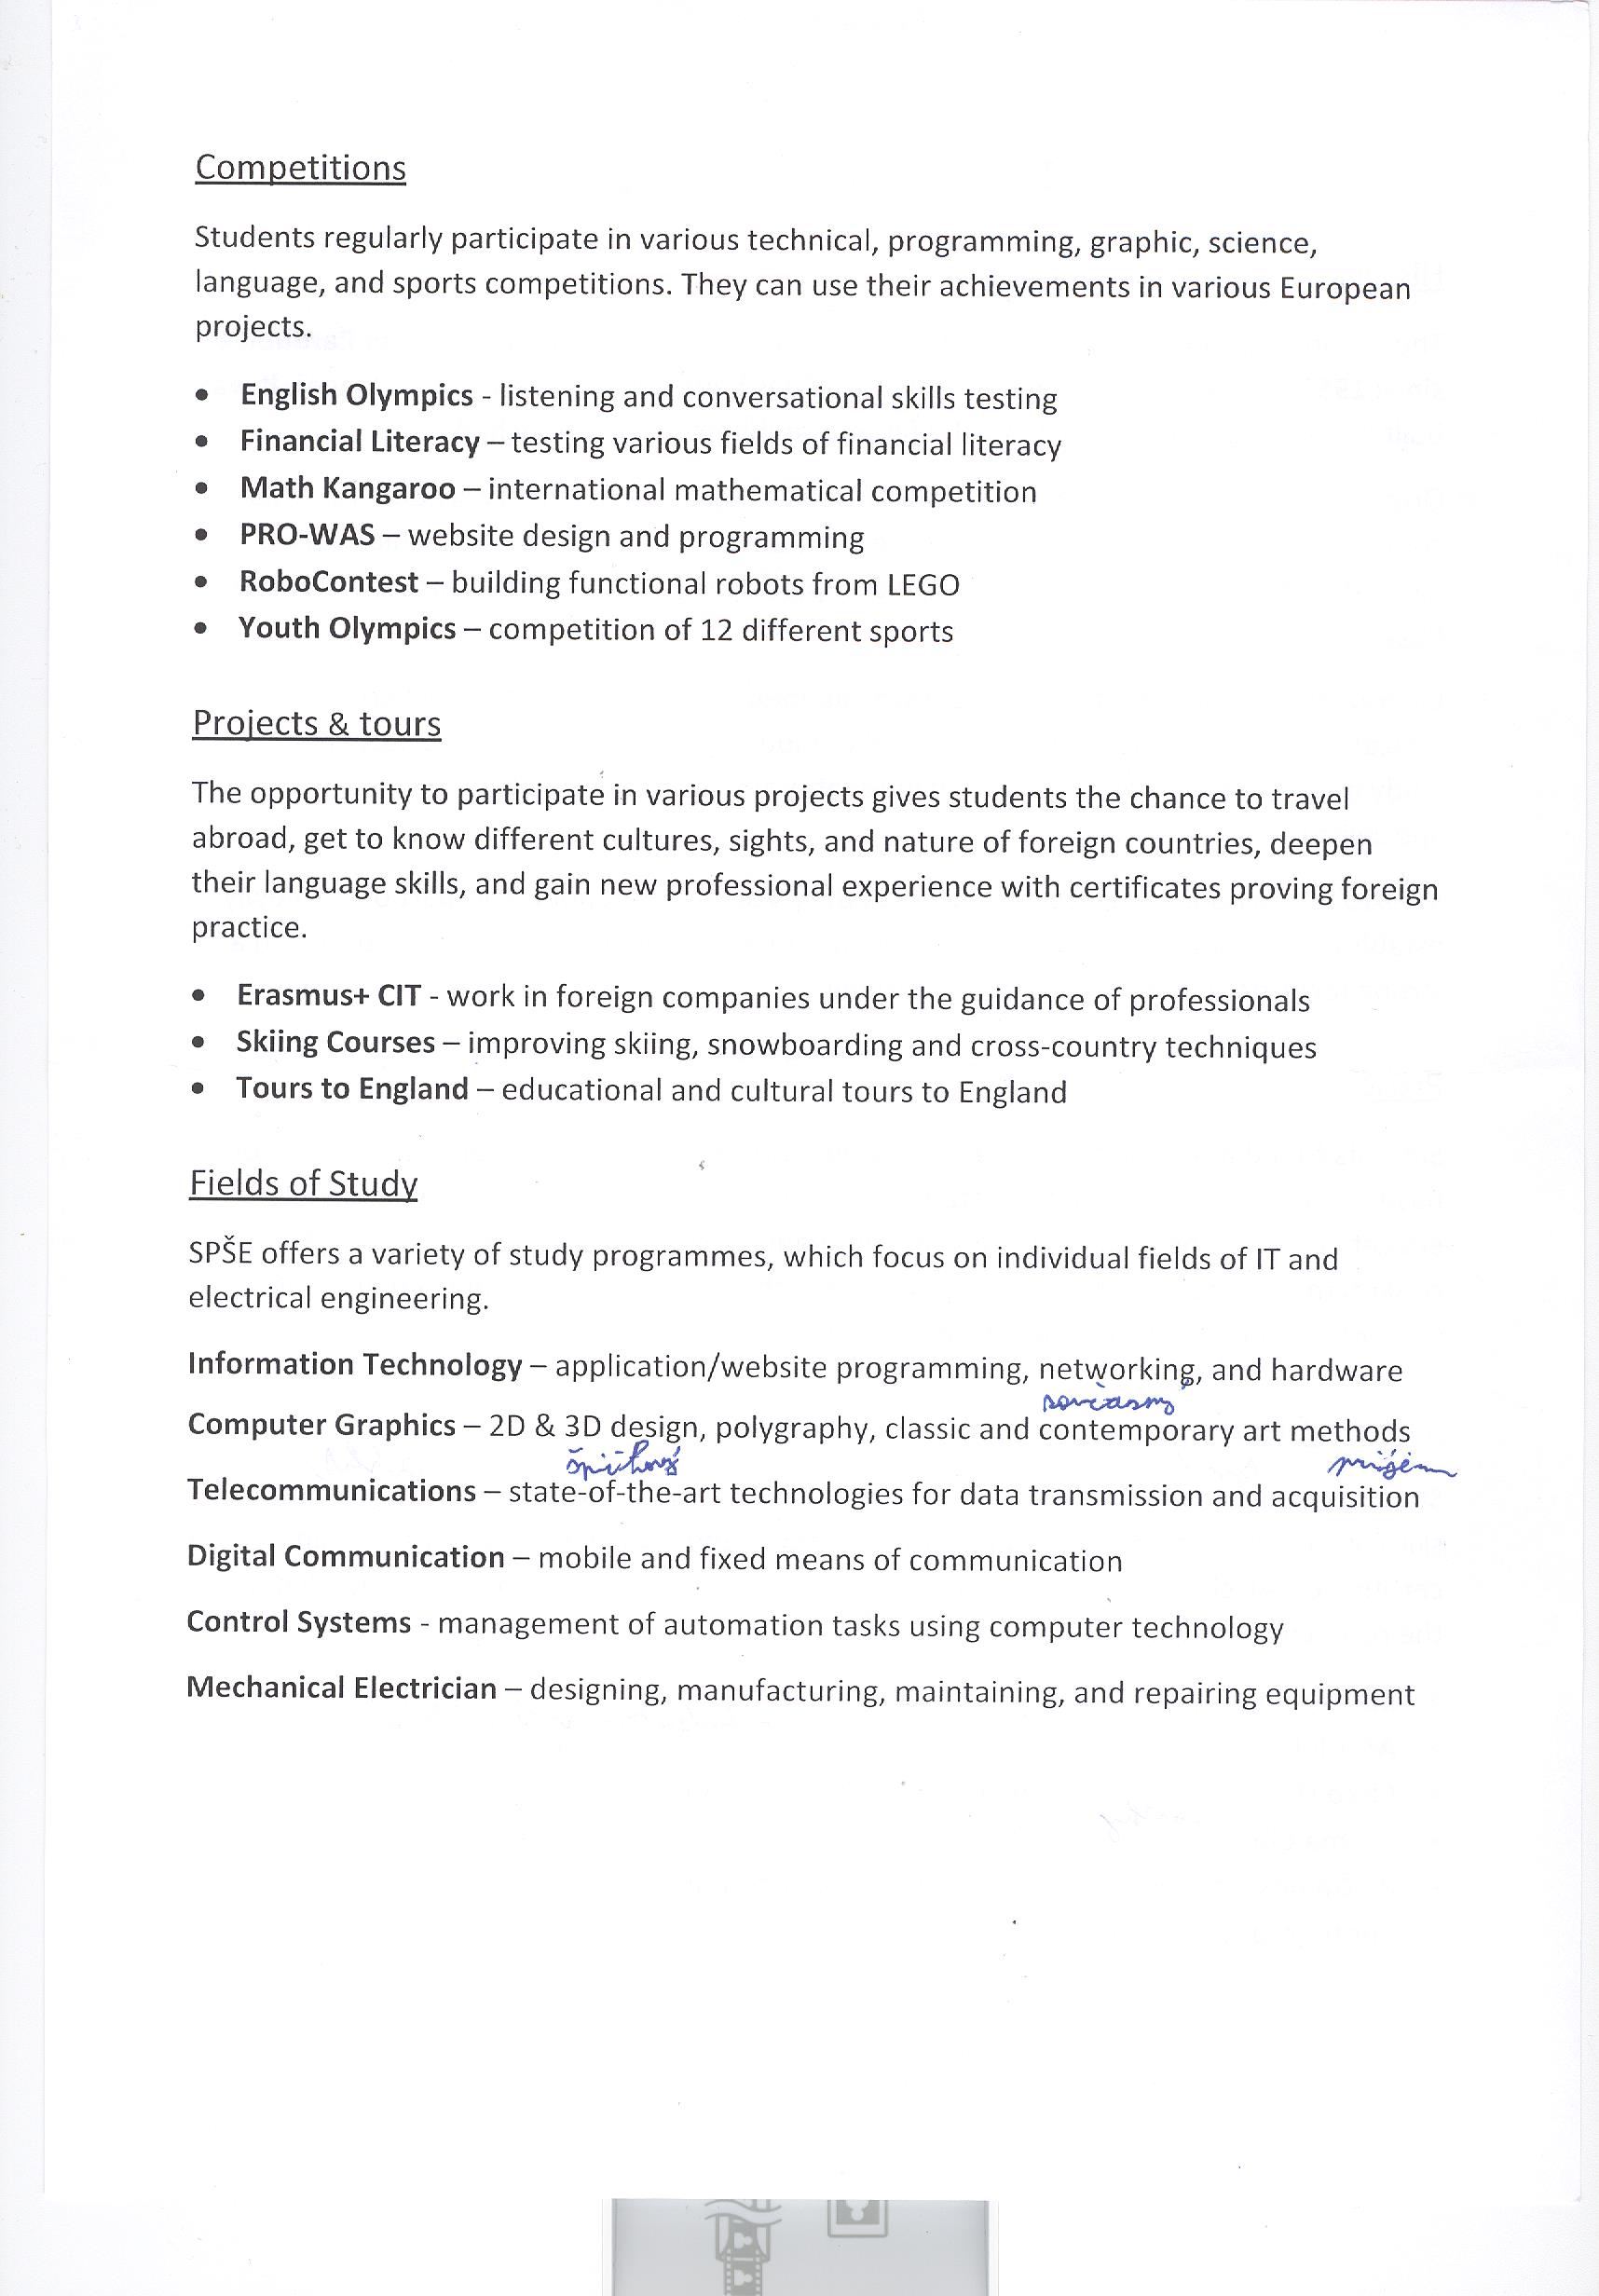 Competitions
Students regularly participate in various technical, programming, graphic, science,
language, and sports competitions. They can use their achievements in various European
projects.
• English Olympics - listening and conversational skills testing
• Financial Literacy – testing various fields of financial literacy
• Math Kangaroo – international mathematical competition
• PRO-WAS – website design and programming
• RoboContest – building functional robots from LEGO
• Youth Olympics – competition of 12 different sports
Projects & tours
The opportunity to participate in various projects gives students the chance to travel
abroad, get to know different cultures, sights, and nature of foreign countries, deepen
their language skills, and gain new professional experience with certificates proving foreign
practice.
• Erasmus+ CIT - work in foreign companies under the guidance of professionals
• Skiing Courses – improving skiing, snowboarding and cross-country techniques
• Tours to England – educational and cultural tours to England
Fields of Study
SPŠE offers a variety of study programmes, which focus on individual fields of IT and
electrical engineering.
Information Technology – application/website programming, networking, and hardware
súčasný
Computer Graphics – 2D & 3D design, polygraphy, classic and contemporary art methods
špičkový
Telecommunications – state-of-the-art technologies for data transmission and acquisition
Digital Communication – mobile and fixed means of communication
Control Systems - management of automation tasks using computer technology
Mechanical Electrician – designing, manufacturing, maintaining, and repairing equipment